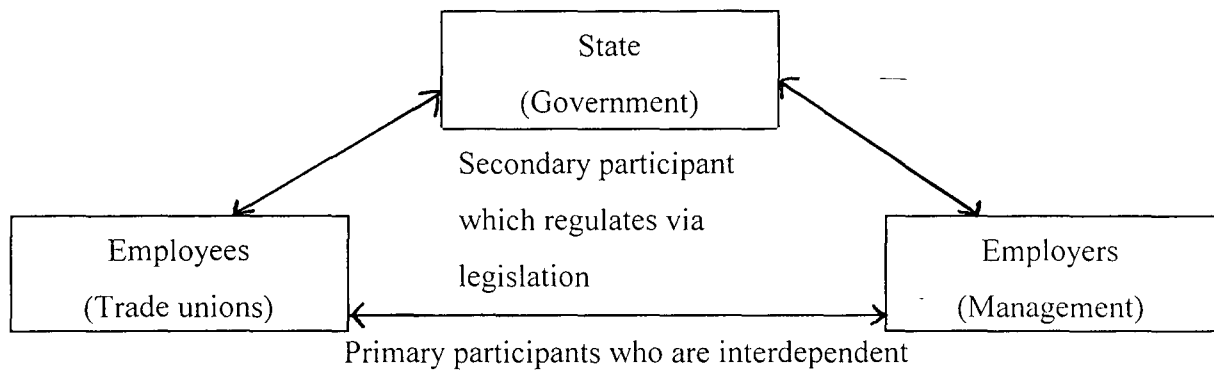 State
(Government)
Secondary participant
which regulates via
legislation
Employees
(Trade unions)
Employers
(Management)
Primary participants who are interdependent